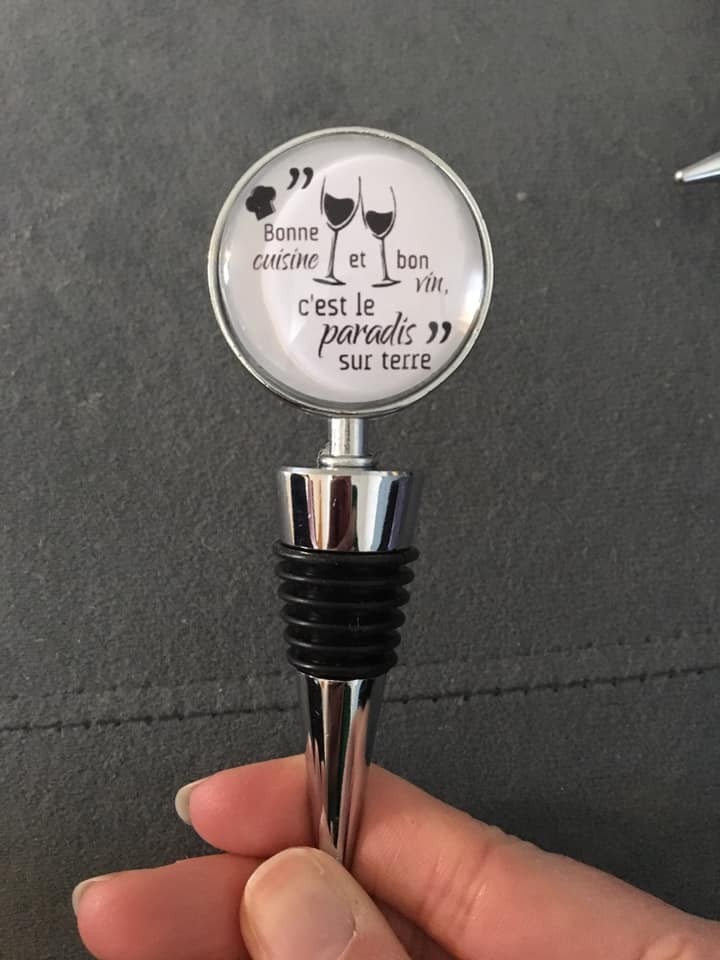 ”
Bonne
cuisine et bon
vin,
c'est le
paradis ”
sur terre